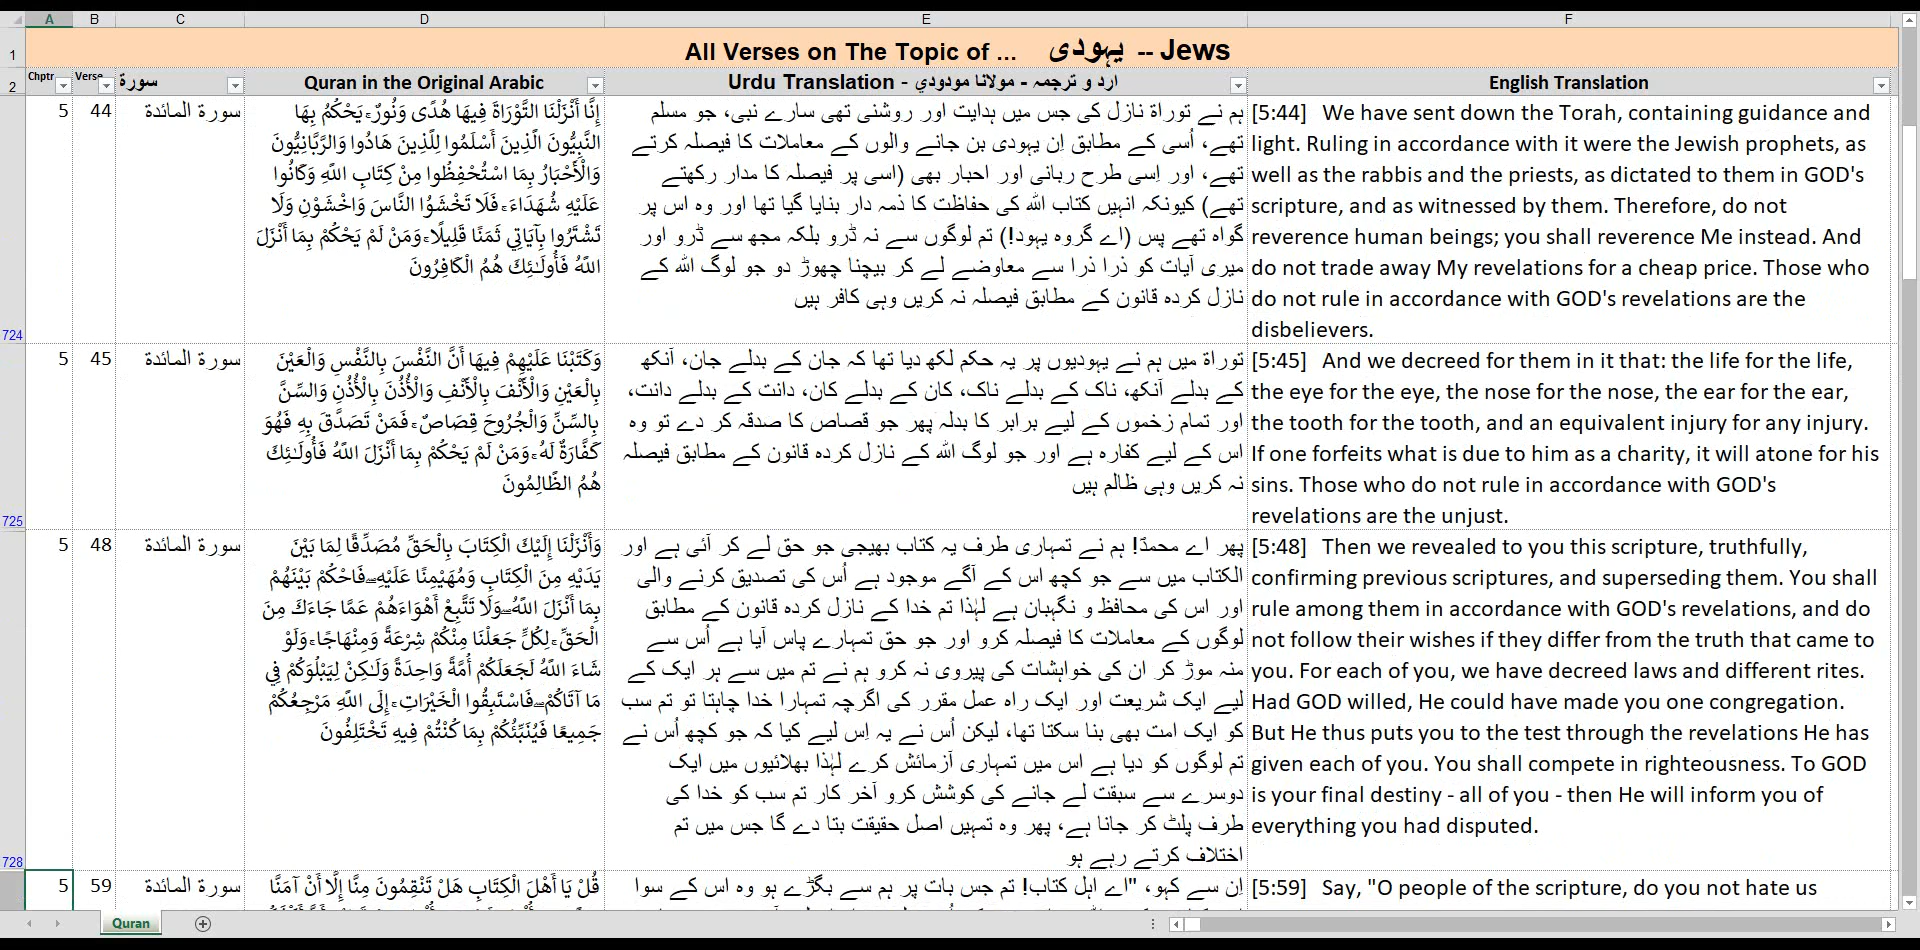 A B C D E F
1 All Verses on The Topic of ... یہودی -- Jews
2 Chptr Verse سورة Quran in the Original Arabic Urdu Translation - ارد و ترجمہ - مولانا مودودي English Translation
724 5 44 سورة المائدة
إِنَّا أَنْزَلْنَا التَّوْرَاةَ فِيهَا هُدًى وَنُورٌ ۚ يَحْكُمُ بِهَا
النَّبِيُّونَ الَّذِينَ أَسْلَمُوا لِلَّذِينَ هَادُوا وَالرَّبَّانِيُّونَ
وَالْأَحْبَارُ بِمَا اسْتُحْفِظُوا مِنْ كِتَابِ اللَّهِ وَكَانُوا
عَلَيْهِ شُهَدَاءَ ۚ فَلَا تَخْشَوُا النَّاسَ وَاخْشَوْنِ وَلَا
تَشْتَرُوا بِآيَاتِي ثَمَنًا قَلِيلًا ۚ وَمَنْ لَمْ يَحْكُمْ بِمَا أَنْزَلَ
اللَّهُ فَأُولَٰئِكَ هُمُ الْكَافِرُونَ
ہم نے توراۃ نازل کی جس میں ہدایت اور روشنی تھی سارے نبی، جو مسلم
تھے، اُسی کے مطابق اِن یہودی بن جانے والوں کے معاملات کا فیصلہ کرتے
تھے، اور اِسی طرح ربانی اور احبار بھی (اسی پر فیصلہ کا مدار رکھتے
تھے) کیونکہ انہیں کتاب اللہ کی حفاظت کا ذمہ دار بنایا گیا تھا اور وہ اس پر
گواہ تھے پس (اے گروہ یہود!) تم لوگوں سے نہ ڈرو بلکہ مجھ سے ڈرو اور
میری آیات کو ذرا ذرا سے معاوضے لے کر بیچنا چھوڑ دو جو لوگ اللہ کے
نازل کردہ قانون کے مطابق فیصلہ نہ کریں وہی کافر ہیں
[5:44] We have sent down the Torah, containing guidance and
light. Ruling in accordance with it were the Jewish prophets, as
well as the rabbis and the priests, as dictated to them in GOD's
scripture, and as witnessed by them. Therefore, do not
reverence human beings; you shall reverence Me instead. And
do not trade away My revelations for a cheap price. Those who
do not rule in accordance with GOD's revelations are the
disbelievers.
725 5 45 سورة المائدة
وَكَتَبْنَا عَلَيْهِمْ فِيهَا أَنَّ النَّفْسَ بِالنَّفْسِ وَالْعَيْنَ
بِالْعَيْنِ وَالْأَنْفَ بِالْأَنْفِ وَالْأُذُنَ بِالْأُذُنِ وَالسِّنَّ
بِالسِّنِّ وَالْجُرُوحَ قِصَاصٌ ۚ فَمَنْ تَصَدَّقَ بِهِ فَهُوَ
كَفَّارَةٌ لَهُ ۚ وَمَنْ لَمْ يَحْكُمْ بِمَا أَنْزَلَ اللَّهُ فَأُولَٰئِكَ
هُمُ الظَّالِمُونَ
توراۃ میں ہم نے یہودیوں پر یہ حکم لکھ دیا تھا کہ جان کے بدلے جان، آنکھ
کے بدلے آنکھ، ناک کے بدلے ناک، کان کے بدلے کان، دانت کے بدلے دانت،
اور تمام زخموں کے لیے برابر کا بدلہ پھر جو قصاص کا صدقہ کر دے تو وہ
اس کے لیے کفارہ ہے اور جو لوگ اللہ کے نازل کردہ قانون کے مطابق فیصلہ
نہ کریں وہی ظالم ہیں
[5:45] And we decreed for them in it that: the life for the life,
the eye for the eye, the nose for the nose, the ear for the ear,
the tooth for the tooth, and an equivalent injury for any injury.
If one forfeits what is due to him as a charity, it will atone for his
sins. Those who do not rule in accordance with GOD's
revelations are the unjust.
728 5 48 سورة المائدة
وَأَنْزَلْنَا إِلَيْكَ الْكِتَابَ بِالْحَقِّ مُصَدِّقًا لِمَا بَيْنَ
يَدَيْهِ مِنَ الْكِتَابِ وَمُهَيْمِنًا عَلَيْهِ ۖ فَاحْكُمْ بَيْنَهُمْ
بِمَا أَنْزَلَ اللَّهُ ۖ وَلَا تَتَّبِعْ أَهْوَاءَهُمْ عَمَّا جَاءَكَ مِنَ
الْحَقِّ ۚ لِكُلٍّ جَعَلْنَا مِنْكُمْ شِرْعَةً وَمِنْهَاجًا ۚ وَلَوْ
شَاءَ اللَّهُ لَجَعَلَكُمْ أُمَّةً وَاحِدَةً وَلَٰكِنْ لِيَبْلُوَكُمْ فِي
مَا آتَاكُمْ ۖ فَاسْتَبِقُوا الْخَيْرَاتِ ۚ إِلَى اللَّهِ مَرْجِعُكُمْ
جَمِيعًا فَيُنَبِّئُكُمْ بِمَا كُنْتُمْ فِيهِ تَخْتَلِفُونَ
پھر اے محمدؐ! ہم نے تمہاری طرف یہ کتاب بھیجی جو حق لے کر آئی ہے اور
الکتاب میں سے جو کچھ اس کے آگے موجود ہے اُس کی تصدیق کرنے والی
اور اس کی محافظ و نگہبان ہے لہٰذا تم خدا کے نازل کردہ قانون کے مطابق
لوگوں کے معاملات کا فیصلہ کرو اور جو حق تمہارے پاس آیا ہے اُس سے
منہ موڑ کر ان کی خواہشات کی پیروی نہ کرو ہم نے تم میں سے ہر ایک کے
لیے ایک شریعت اور ایک راہ عمل مقرر کی اگرچہ تمہارا خدا چاہتا تو تم سب
کو ایک امت بھی بنا سکتا تھا، لیکن اُس نے یہ اِس لیے کیا کہ جو کچھ اُس نے
تم لوگوں کو دیا ہے اس میں تمہاری آزمائش کرے لہٰذا بھلائیوں میں ایک
دوسرے سے سبقت لے جانے کی کوشش کرو آخر کار تم سب کو خدا کی
طرف پلٹ کر جانا ہے، پھر وہ تمہیں اصل حقیقت بتا دے گا جس میں تم
اختلاف کرتے رہے ہو
[5:48] Then we revealed to you this scripture, truthfully,
confirming previous scriptures, and superseding them. You shall
rule among them in accordance with GOD's revelations, and do
not follow their wishes if they differ from the truth that came to
you. For each of you, we have decreed laws and different rites.
Had GOD willed, He could have made you one congregation.
But He thus puts you to the test through the revelations He has
given each of you. You shall compete in righteousness. To GOD
is your final destiny - all of you - then He will inform you of
everything you had disputed.
5 59 سورة المائدة
قُلْ يَا أَهْلَ الْكِتَابِ هَلْ تَنْقِمُونَ مِنَّا إِلَّا أَنْ آمَنَّا
اِن سے کہو، "اے اہل کتاب! تم جس بات پر ہم سے بگڑے ہو وہ اس کے سوا
[5:59] Say, "O people of the scripture, do you not hate us
Quran